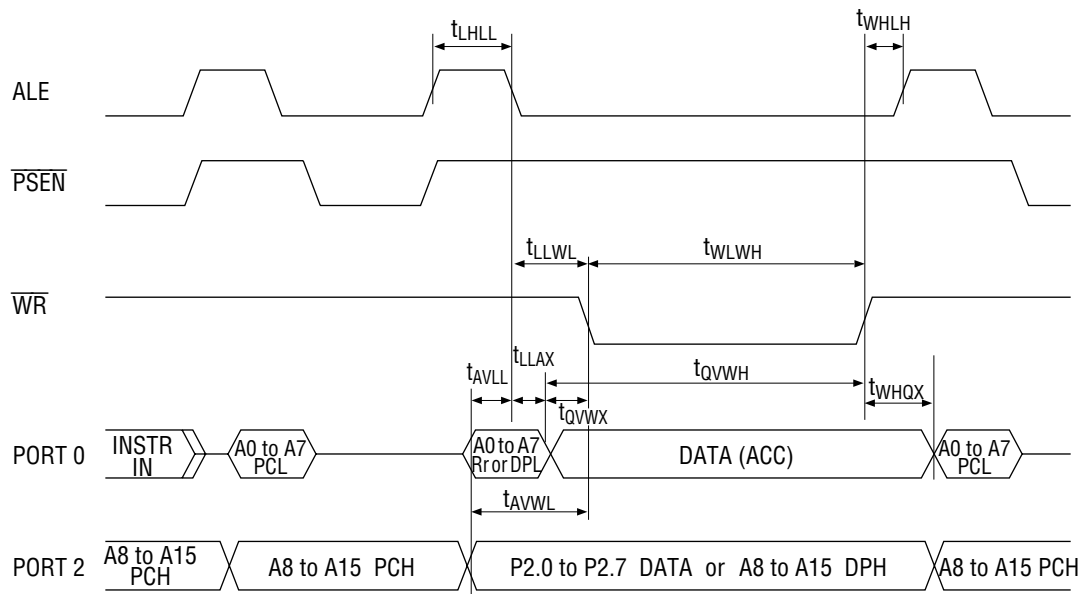 tLHLL
tWHLH
ALE
PSEN
tLLWL
tWLWH
WR
tLLAX
tAVLL
tQVWH
tQVWX
tWHQX
PORT 0
INSTR
IN
A0 to A7
PCL
A0 to A7
Rr or DPL
DATA (ACC)
A0 to A7
PCL
tAVWL
PORT 2
A8 to A15
PCH
A8 to A15 PCH
P2.0 to P2.7 DATA or A8 to A15 DPH
A8 to A15 PCH